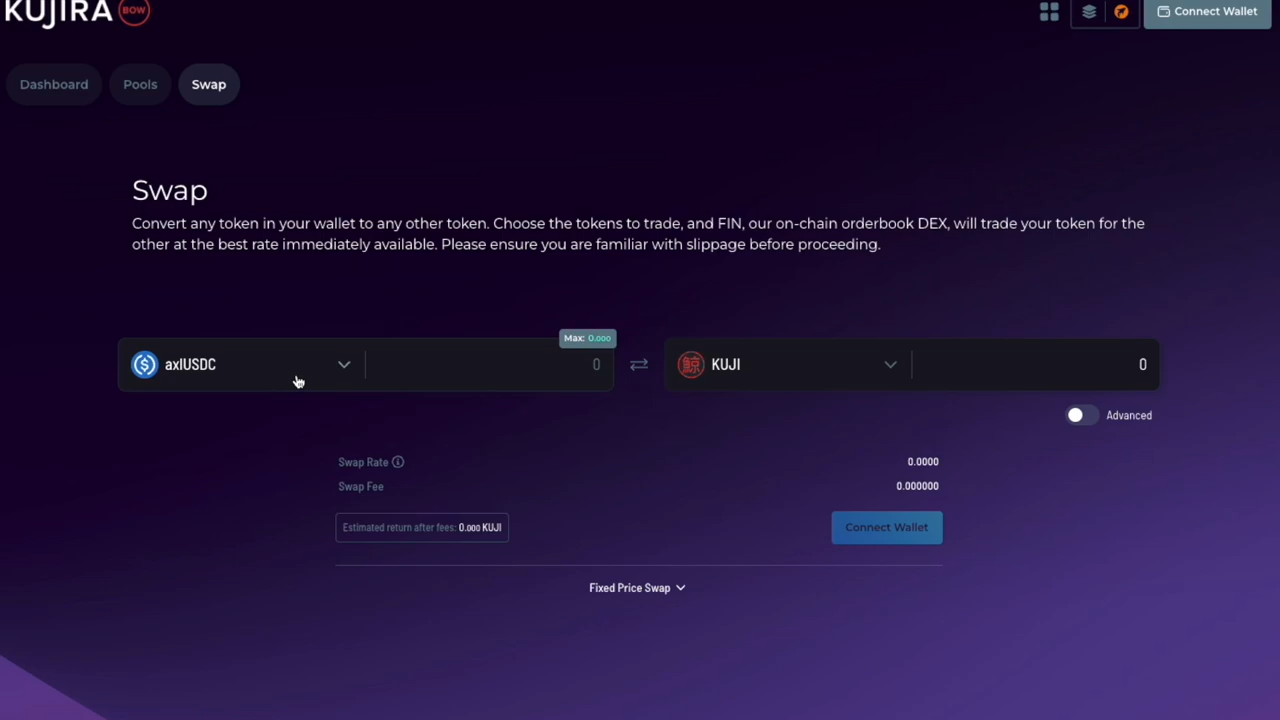 KUJIRA BOW
Connect Wallet
Dashboard Pools Swap
Swap
Convert any token in your wallet to any other token. Choose the tokens to trade, and FIN, our on-chain orderbook DEX, will trade your token for the
other at the best rate immediately available. Please ensure you are familiar with slippage before proceeding.
Max: 0.000
axlUSDC 0 鯨 KUJI 0
Advanced
Swap Rate 0.0000
Swap Fee 0.000000
Estimated return after fees: 0.000 KUJI Connect Wallet
Fixed Price Swap